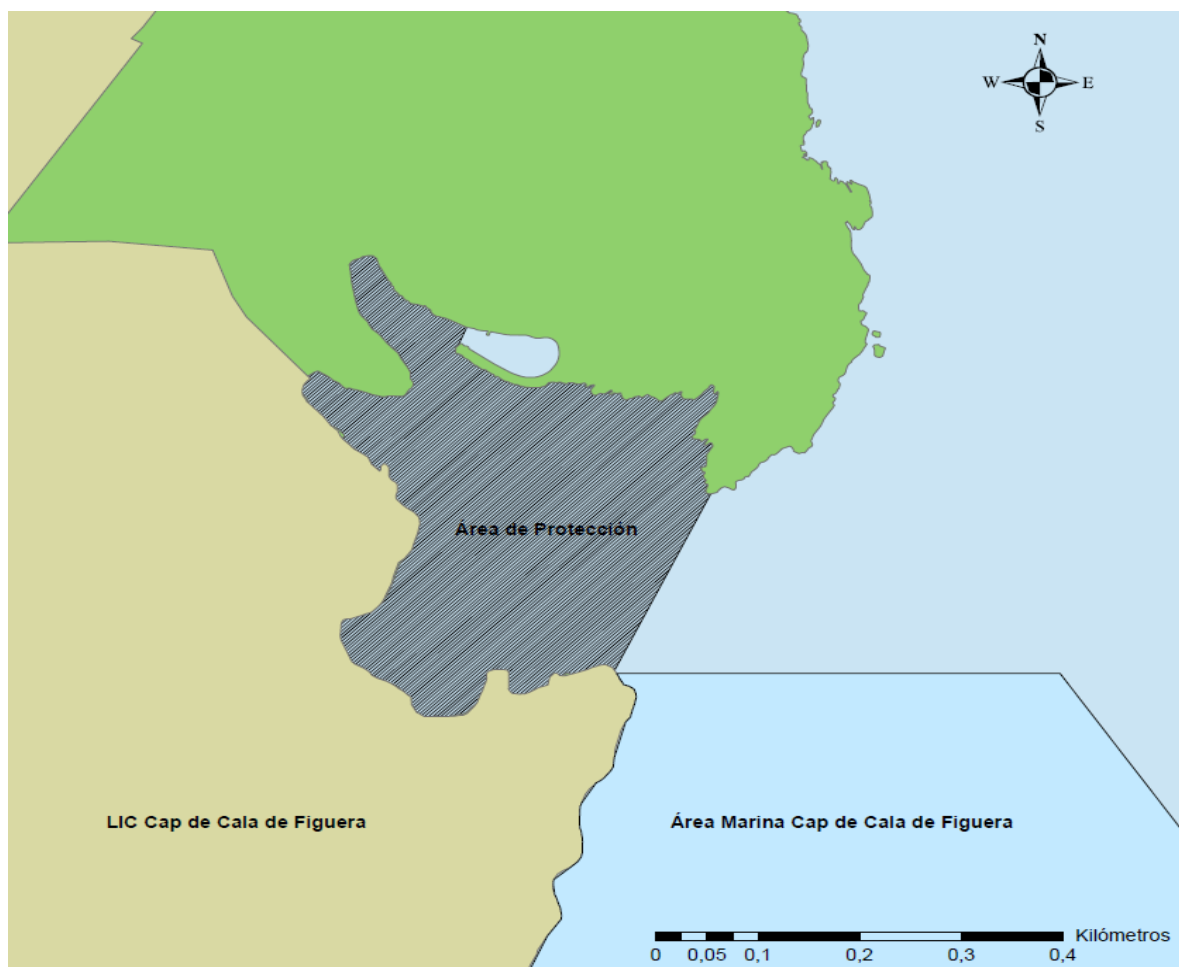 N
W E
S
Área de Protección
LIC Cap de Cala de Figuera
Área Marina Cap de Cala de Figuera
Kilómetros
0 0,05 0,1 0,2 0,3 0,4